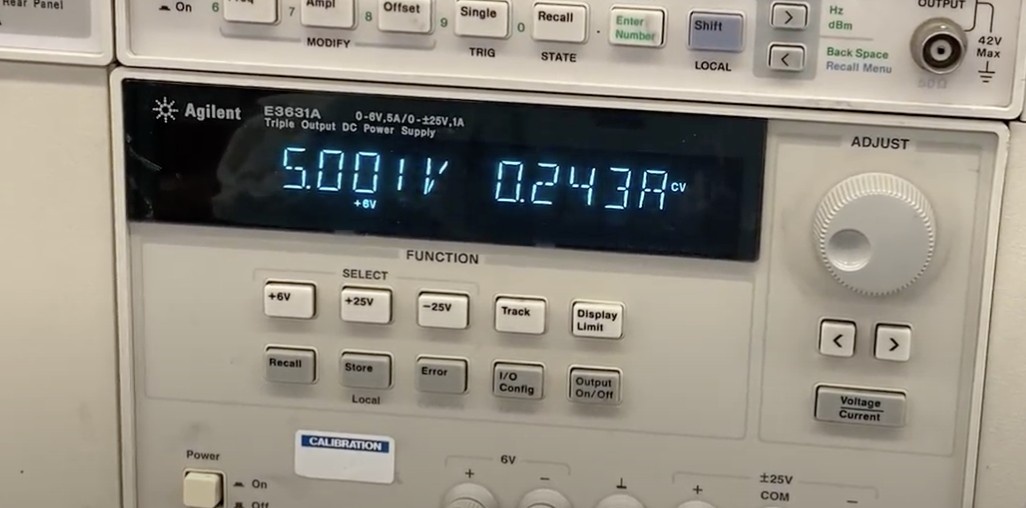 Rear Panel
On 6 7 Ampl 8 Offset 9 Single 0 Recall . Enter Number Shift > Hz dBm
MODIFY TRIG STATE LOCAL < Back Space Recall Menu
OUTPUT
42V Max
50Ω
Agilent E3631A 0-6V,5A/0-±25V,1A
Triple Output DC Power Supply
5.001V 0.243A CV
+6V
ADJUST
FUNCTION
SELECT
+6V +25V -25V Track Display Limit
Recall Store Error I/O Config Output On/Off
Local
< >
Voltage Current
CALIBRATION
Power
On
Off
6V
+ -
±25V
+ COM -